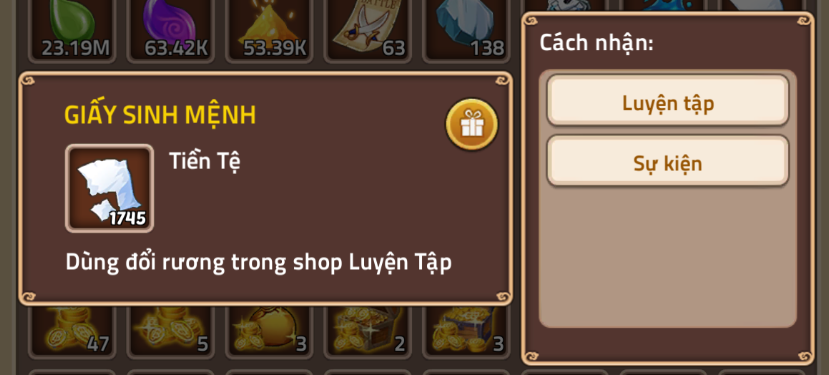 23.19M
63.42K
53.39K
63
138
GIẤY SINH MỆNH
Tiền Tệ
1745
Dùng đổi rương trong shop Luyện Tập
Cách nhận:
Luyện tập
Sự kiện
47
5
3
2
3